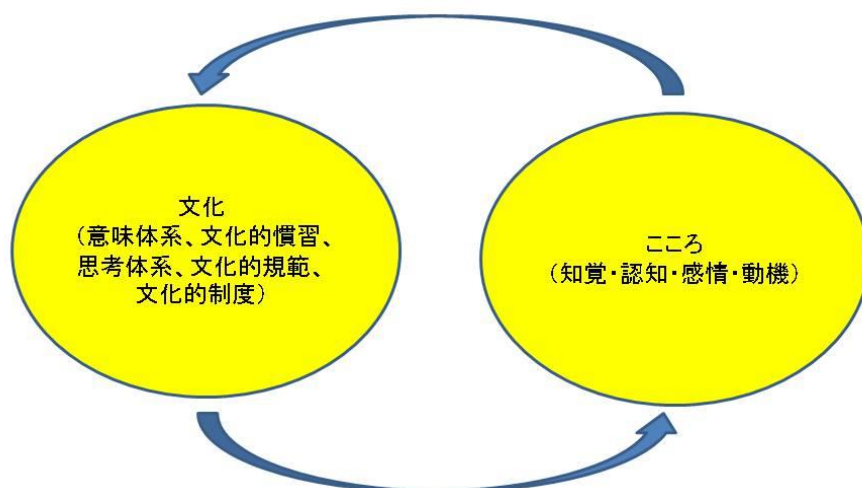 文化
(意味体系、文化的慣習、
思考体系、文化的規範、
文化的制度)
こころ
(知覚・認知・感情・動機)